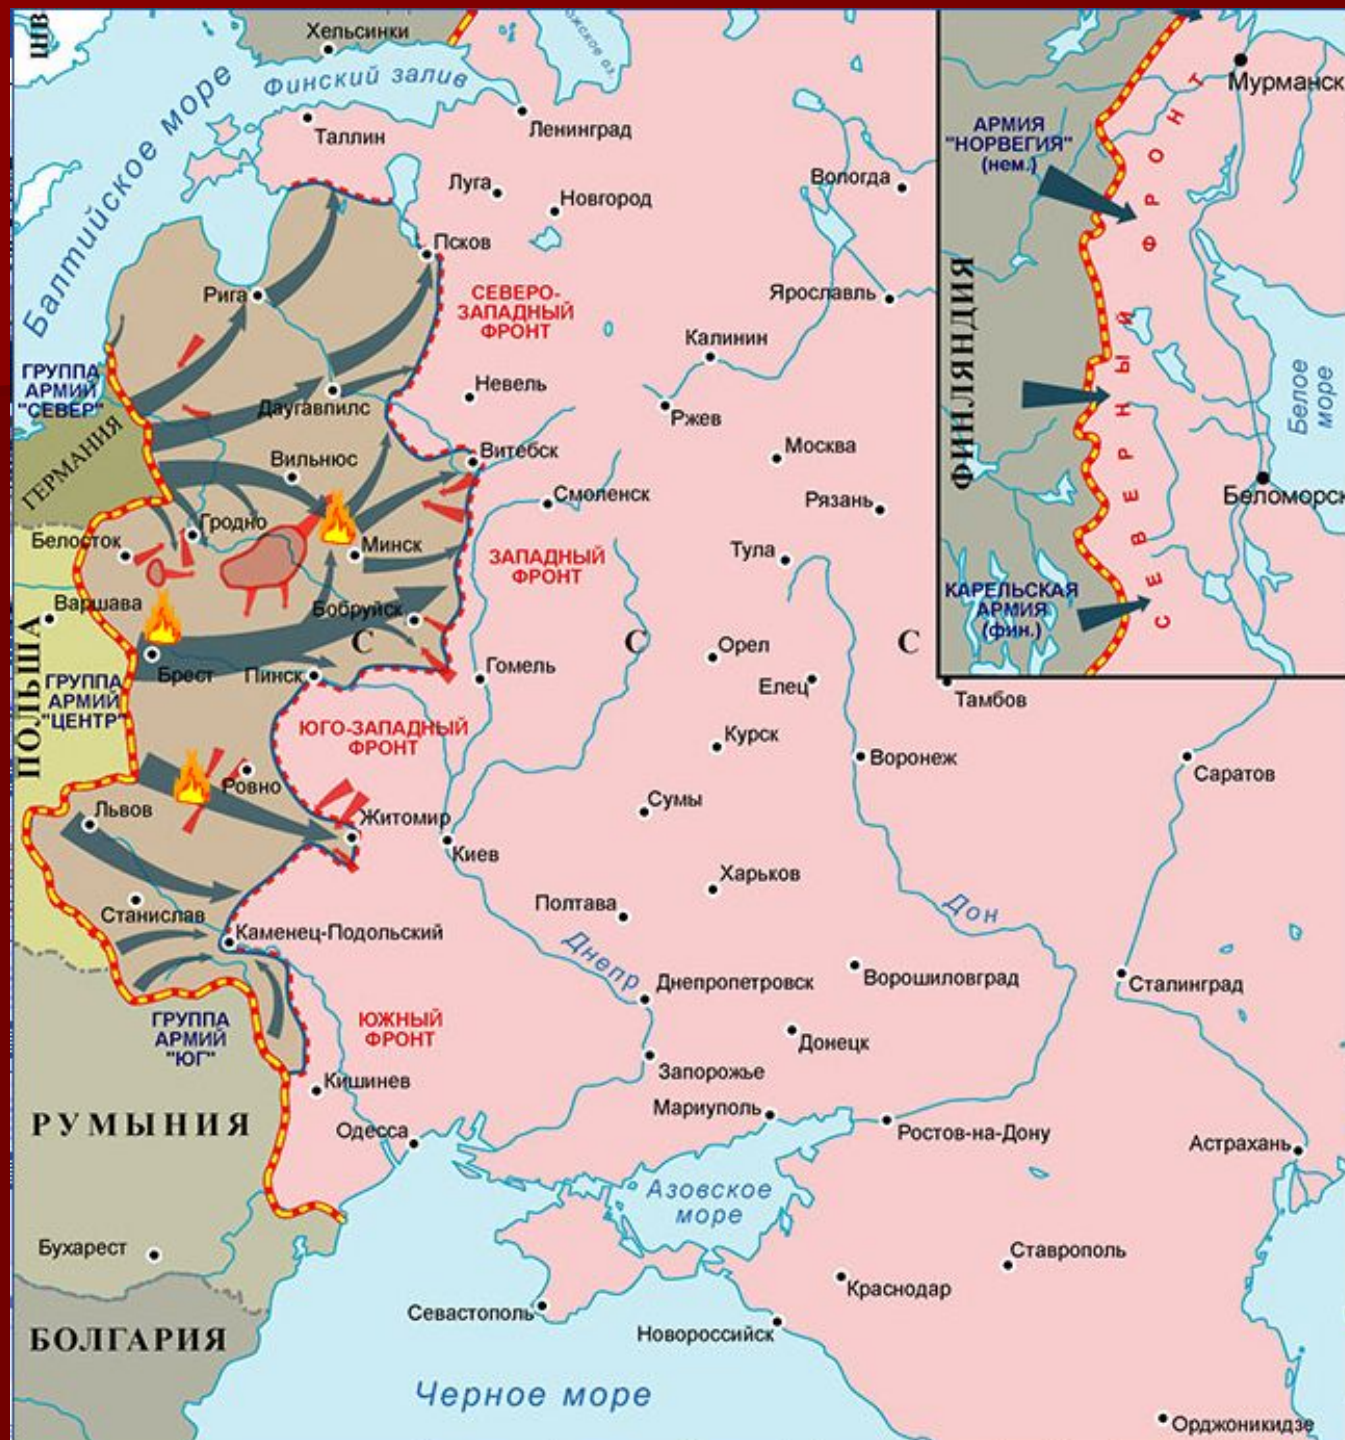 ШВ
Хельсинки
Финский залив
Балтийское море
Таллин
Ленинград
Луга
Новгород
Вологда
Псков
Рига
СЕВЕРО-
ЗАПАДНЫЙ
ФРОНТ
Ярославль
Калинин
ГРУППА
АРМИЙ
"СЕВЕР"
ГЕРМАНИЯ
Даугавпилс
Невель
Ржев
Вильнюс
Витебск
Москва
Смоленск
Рязань
Гродно
Белосток
Минск
ЗАПАДНЫЙ
ФРОНТ
Тула
Варшава
ПОЛЬША
Бобруйск
С С С
Брест
Пинск
Гомель
Орел
Елец
ГРУППА
АРМИЙ
"ЦЕНТР"
ЮГО-ЗАПАДНЫЙ
ФРОНТ
Курск
Воронеж
Тамбов
Саратов
Ровно
Львов
Житомир
Сумы
Киев
Харьков
Станислав
Полтава
Дон
Каменец-Подольский
Днепр
Днепропетровск
Ворошиловград
Сталинград
ГРУППА
АРМИЙ
"ЮГ"
ЮЖНЫЙ
ФРОНТ
Донецк
Запорожье
Кишинев
РУМЫНИЯ
Мариуполь
Одесса
Ростов-на-Дону
Астрахань
Азовское
море
Бухарест
Ставрополь
Краснодар
Севастополь
Новороссийск
БОЛГАРИЯ
Черное море
Орджоникидзе
Мурманск
АРМИЯ
"НОРВЕГИЯ"
(нем.)
СЕВЕРНЫЙ ФРОНТ
ФИНЛЯНДИЯ
Белое
море
Беломорск
КАРЕЛЬСКАЯ
АРМИЯ
(фин.)